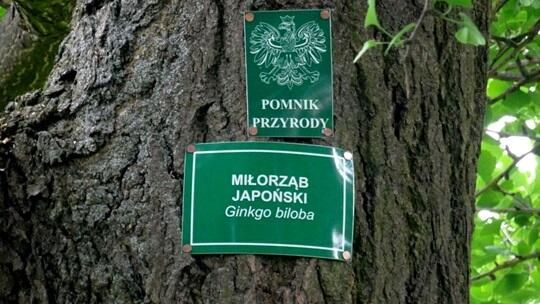 POMNIK
PRZYRODY
MIŁORZĄB
JAPOŃSKI
Ginkgo biloba